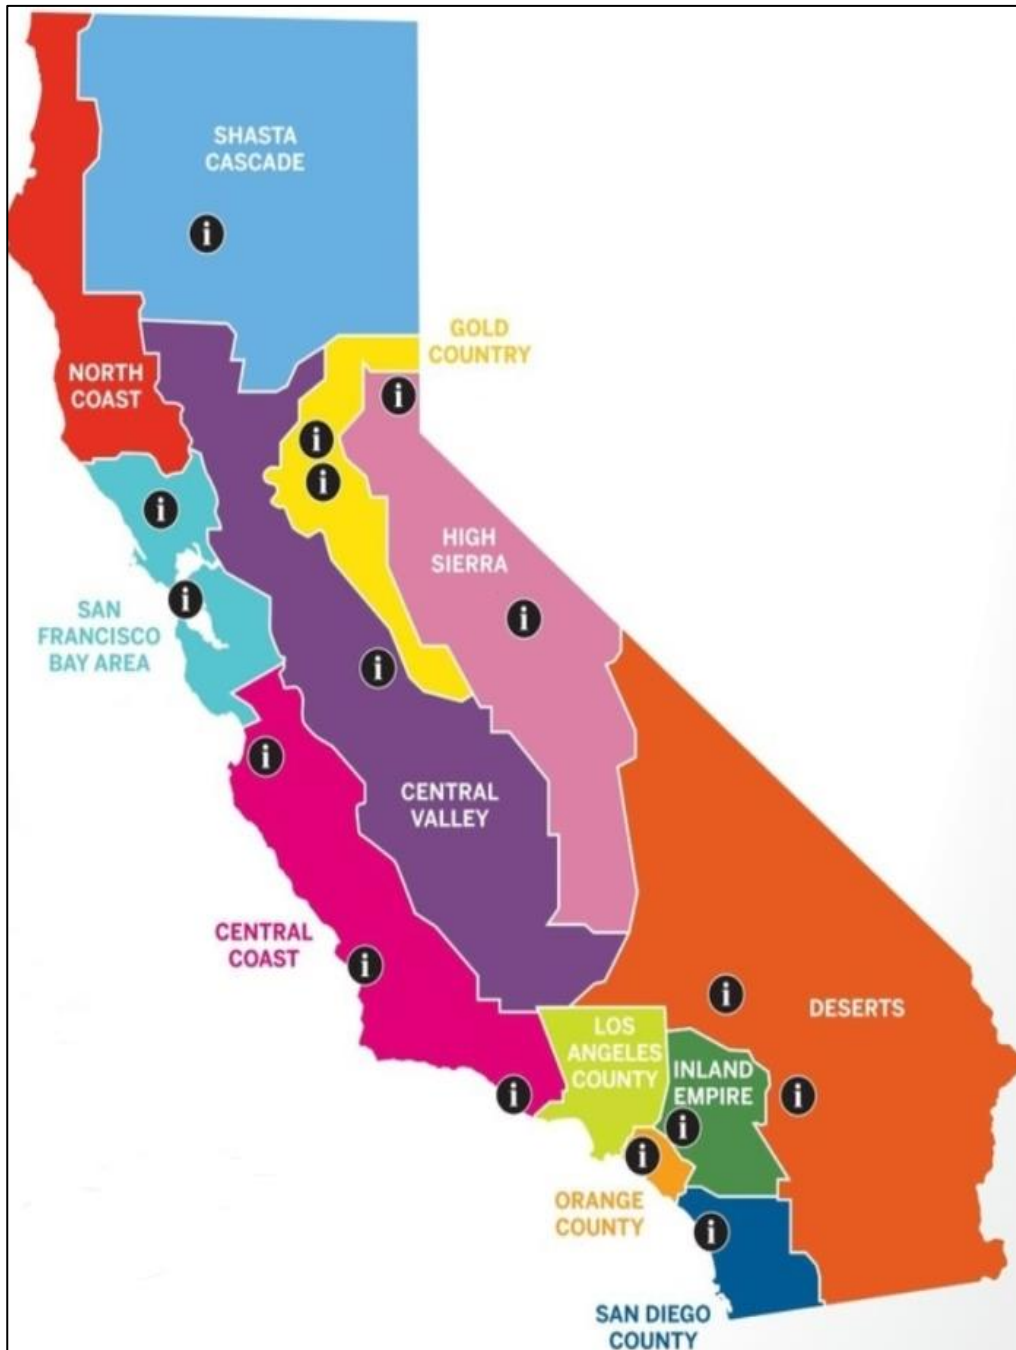 SHASTA
CASCADE
i
GOLD
COUNTRY
NORTH
COAST
i
i
i
i
HIGH
SIERRA
i
SAN
FRANCISCO
BAY AREA
i
i
i
CENTRAL
VALLEY
CENTRAL
COAST
i
i
DESERTS
LOS
ANGELES
COUNTY
INLAND
EMPIRE
i
i
i
i
ORANGE
COUNTY
i
SAN DIEGO
COUNTY